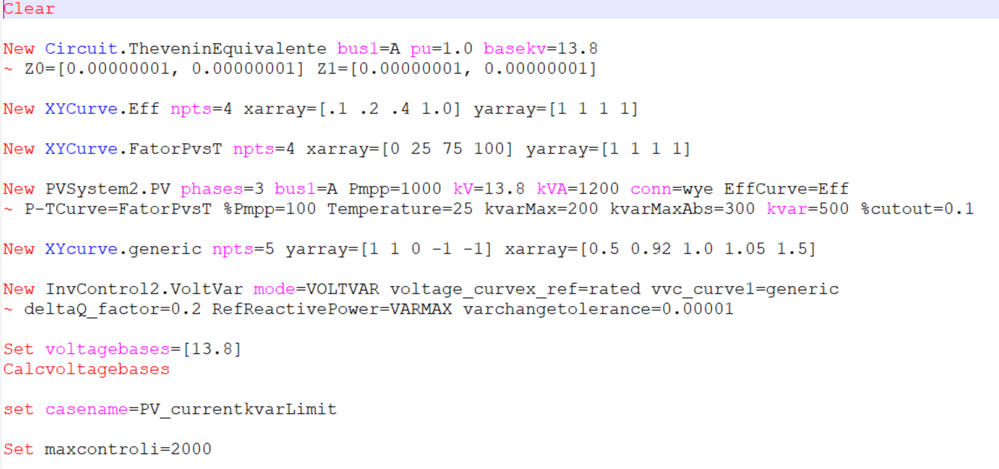 Clear
New Circuit.TheveninEquivalente bus1=A pu=1.0 basekv=13.8
~ Z0=[0.00000001, 0.00000001] Z1=[0.00000001, 0.00000001]
New XYCurve.Eff npts=4 xarray=[.1 .2 .4 1.0] yarray=[1 1 1 1]
New XYCurve.FatorPvsT npts=4 xarray=[0 25 75 100] yarray=[1 1 1 1]
New PVSystem2.PV phases=3 bus1=A Pmpp=1000 kV=13.8 kVA=1200 conn=wye EffCurve=Eff
~ P-TCurve=FatorPvsT %Pmpp=100 Temperature=25 kvarMax=200 kvarMaxAbs=300 kvar=500 %cutout=0.1
New XYcurve.generic npts=5 yarray=[1 1 0 -1 -1] xarray=[0.5 0.92 1.0 1.05 1.5]
New InvControl2.VoltVar mode=VOLTVAR voltage_curvex_ref=rated vvc_curve1=generic
~ deltaQ_factor=0.2 RefReactivePower=VARMAX varchangetolerance=0.00001
Set voltagebases=[13.8]
Calcvoltagebases
set casename=PV_currentkvarLimit
Set maxcontroli=2000